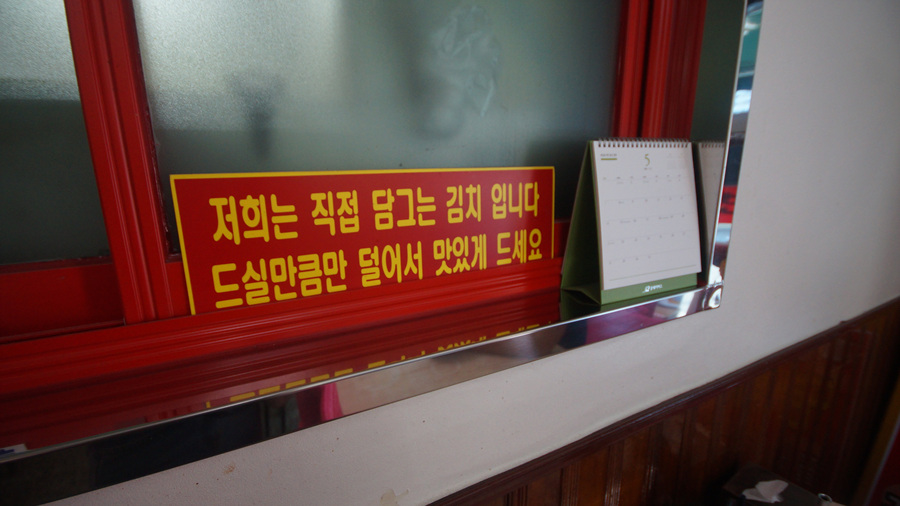 저희는 직접 담그는 김치 입니다
드실만큼만 덜어서 맛있게 드세요
5